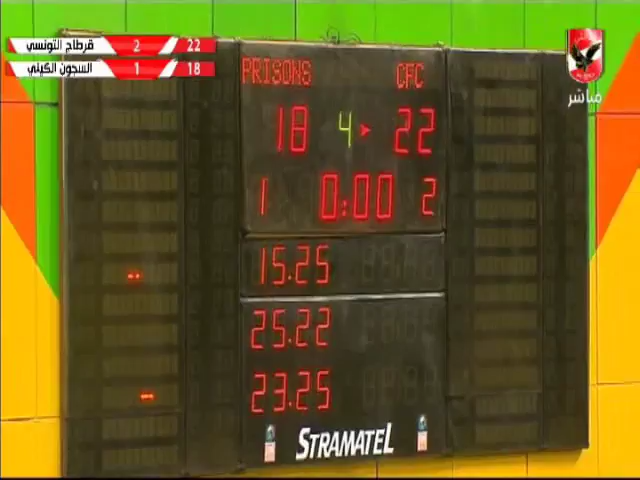 قرطاج التونسي 2 22
السجون الكيني 1 18
مباشر
PRISONS CFC
18 4 22
1 0:00 2
15.25
25.22
23.25
STRAMATEL